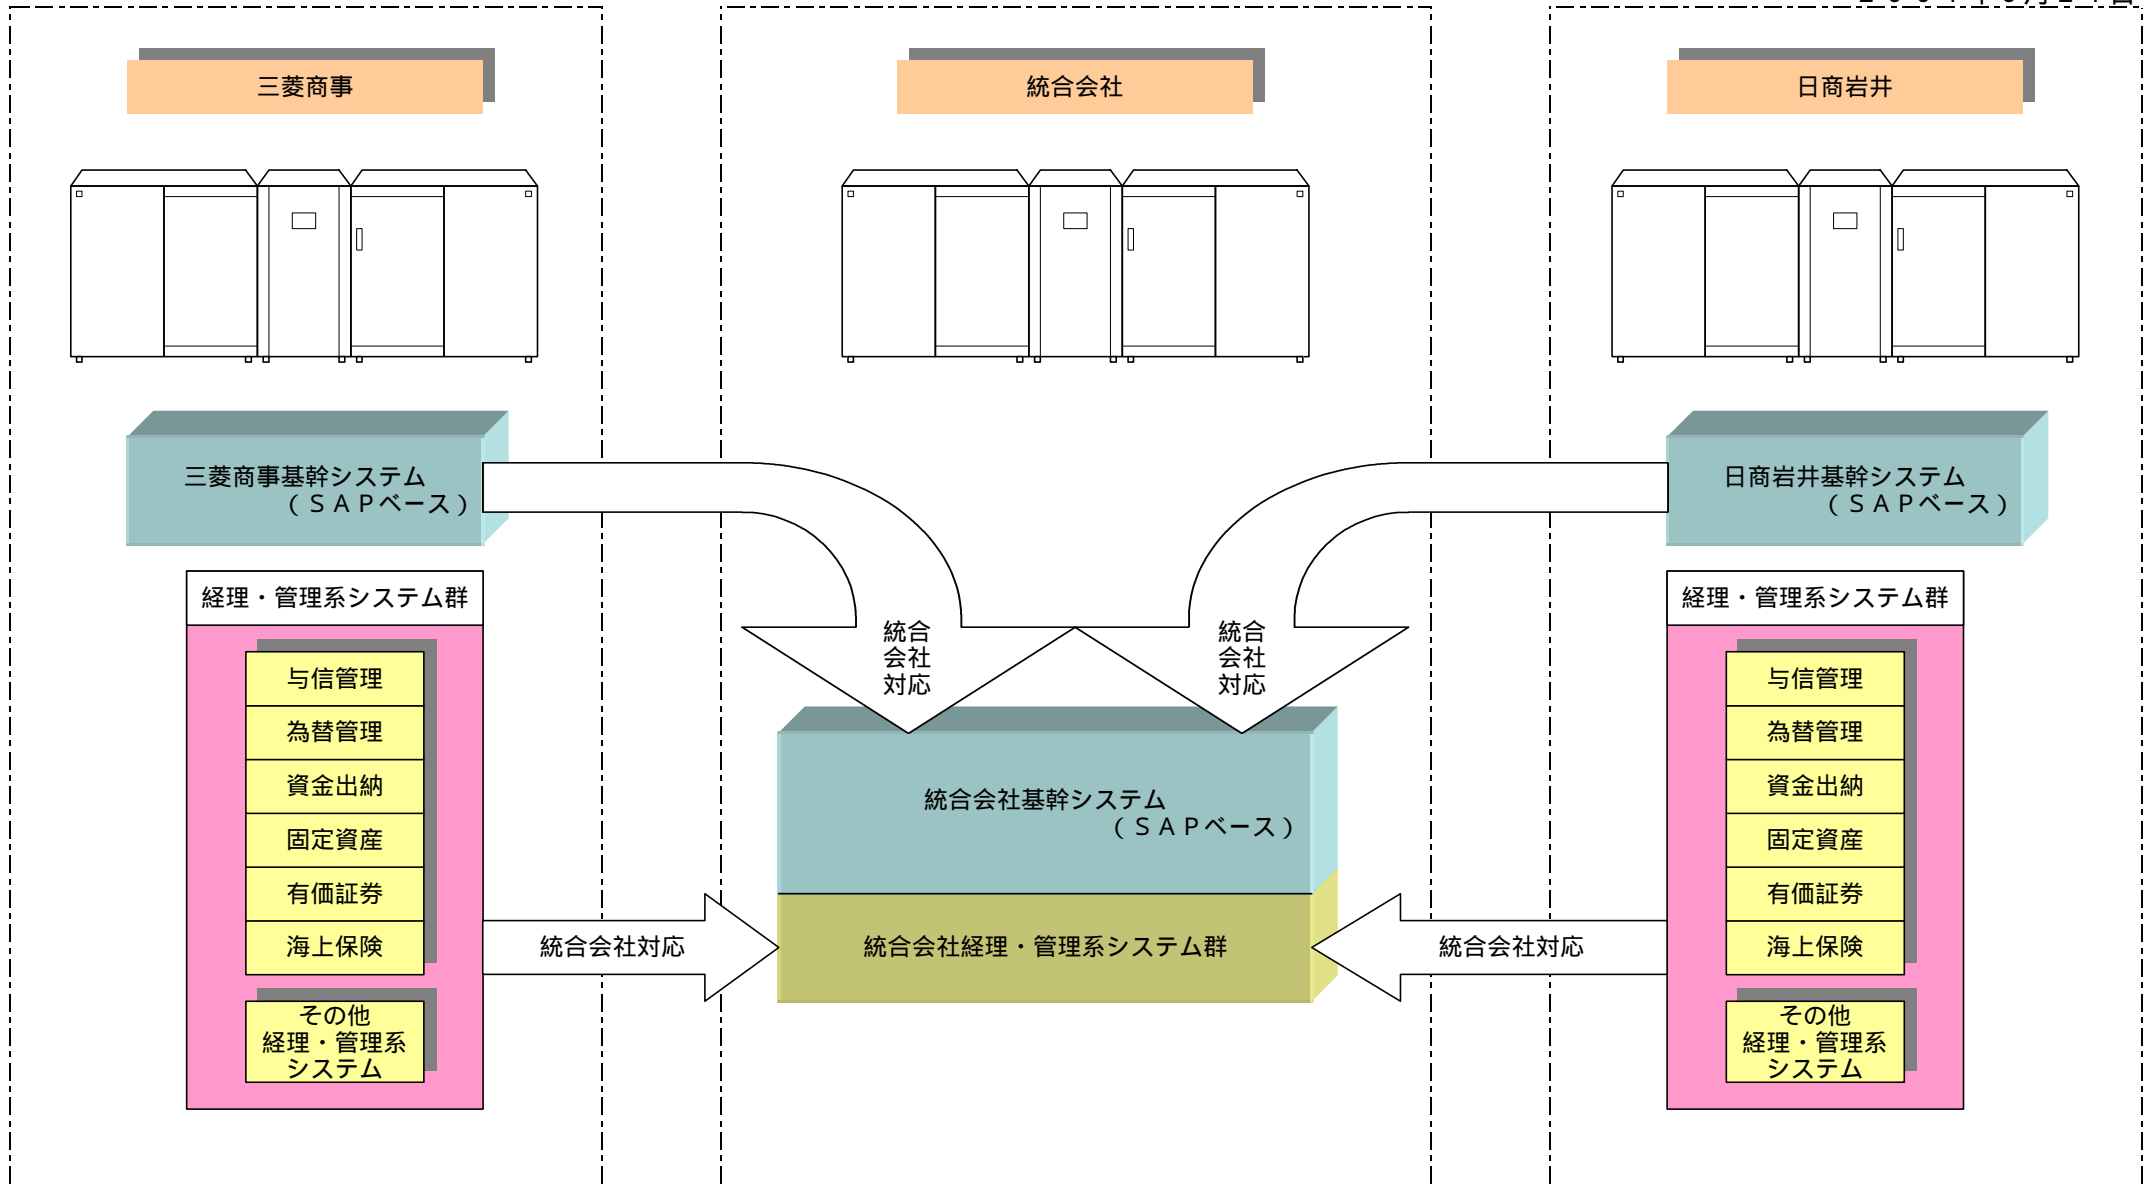 三菱商事
統合会社
日商岩井
三菱商事基幹システム
（ＳＡＰベース）
日商岩井基幹システム
（ＳＡＰベース）
経理・管理系システム群
与信管理
為替管理
資金出納
固定資産
有価証券
海上保険
その他
経理・管理系
システム
統合
会社
対応
統合
会社
対応
統合会社基幹システム
（ＳＡＰベース）
統合会社対応
統合会社経理・管理系システム群
統合会社対応
経理・管理系システム群
与信管理
為替管理
資金出納
固定資産
有価証券
海上保険
その他
経理・管理系
システム